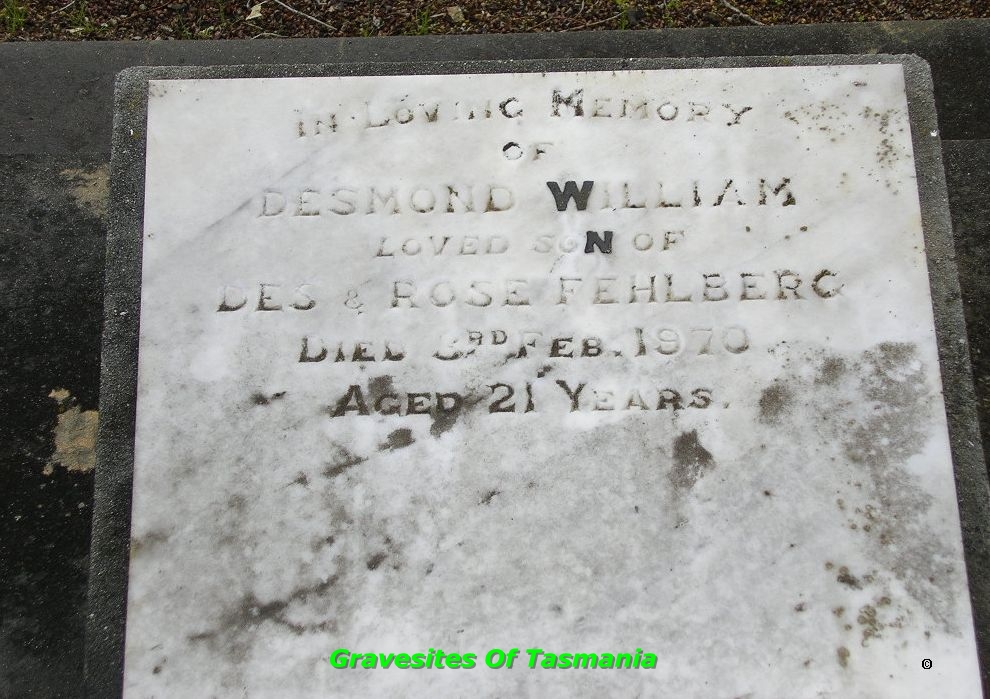 IN LOVING MEMORY
OF
DESMOND WILLIAM
LOVED SON OF
DES & ROSE FEHLBERG
DIED 3RD FEB. 1970
AGED 21 YEARS.
Gravesites Of Tasmania
©